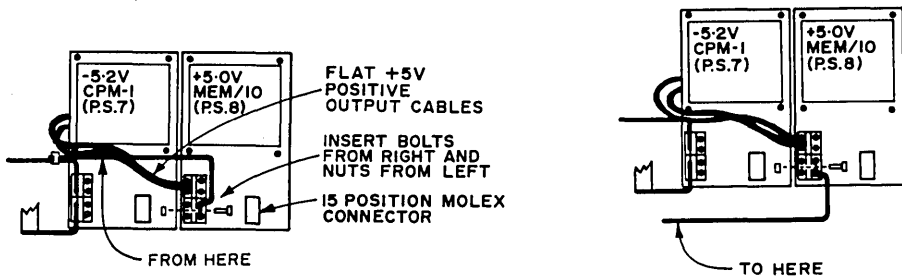 -5.2V
CPM-1
(P.S.7)
+5.0V
MEM/10
(P.S.8)
FLAT +5V
POSITIVE
OUTPUT CABLES
INSERT BOLTS
FROM RIGHT AND
NUTS FROM LEFT
15 POSITION MOLEX
CONNECTOR
FROM HERE
-5.2V
CPM-1
(P.S.7)
+5.0V
MEM/10
(P.S.8)
TO HERE